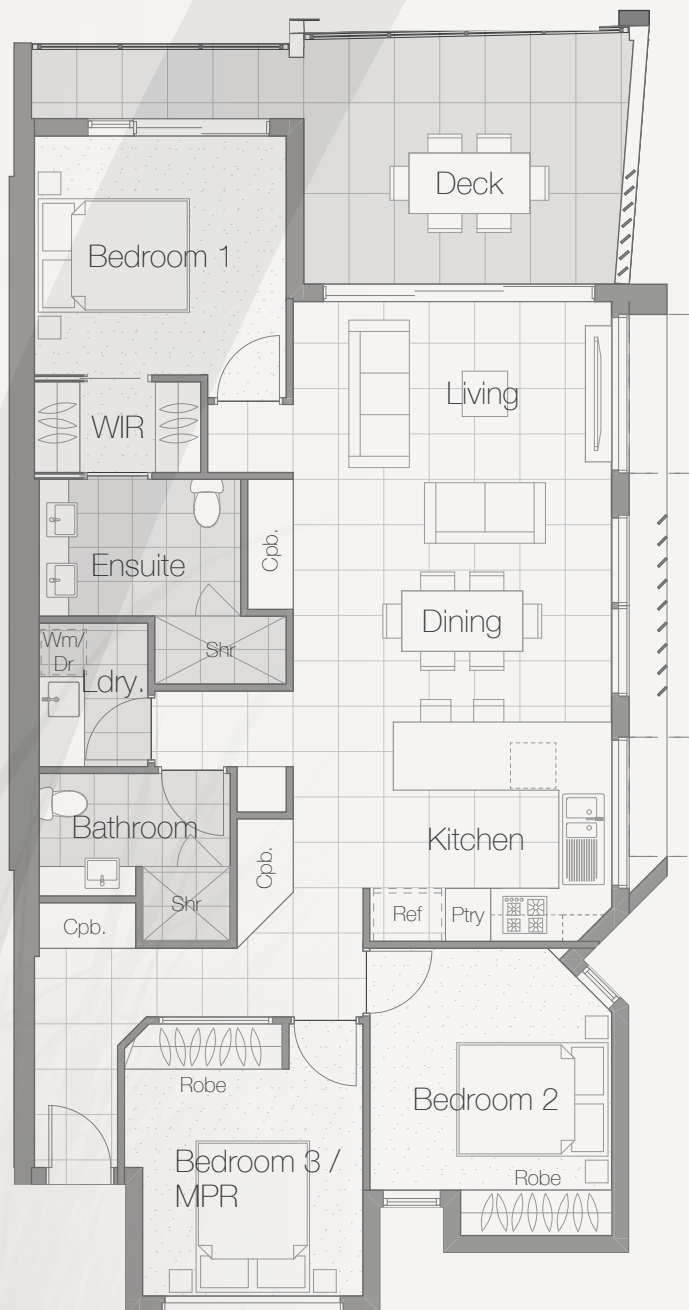 Deck
Bedroom 1
Living
WIR
Cpb.
Ensuite
Dining
Shr
Wm/
Dr
Ldry.
Bathroom
Kitchen
Cpb.
Shr
Ref
Ptry
Cpb.
Robe
Bedroom 2
Bedroom 3 /
MPR
Robe